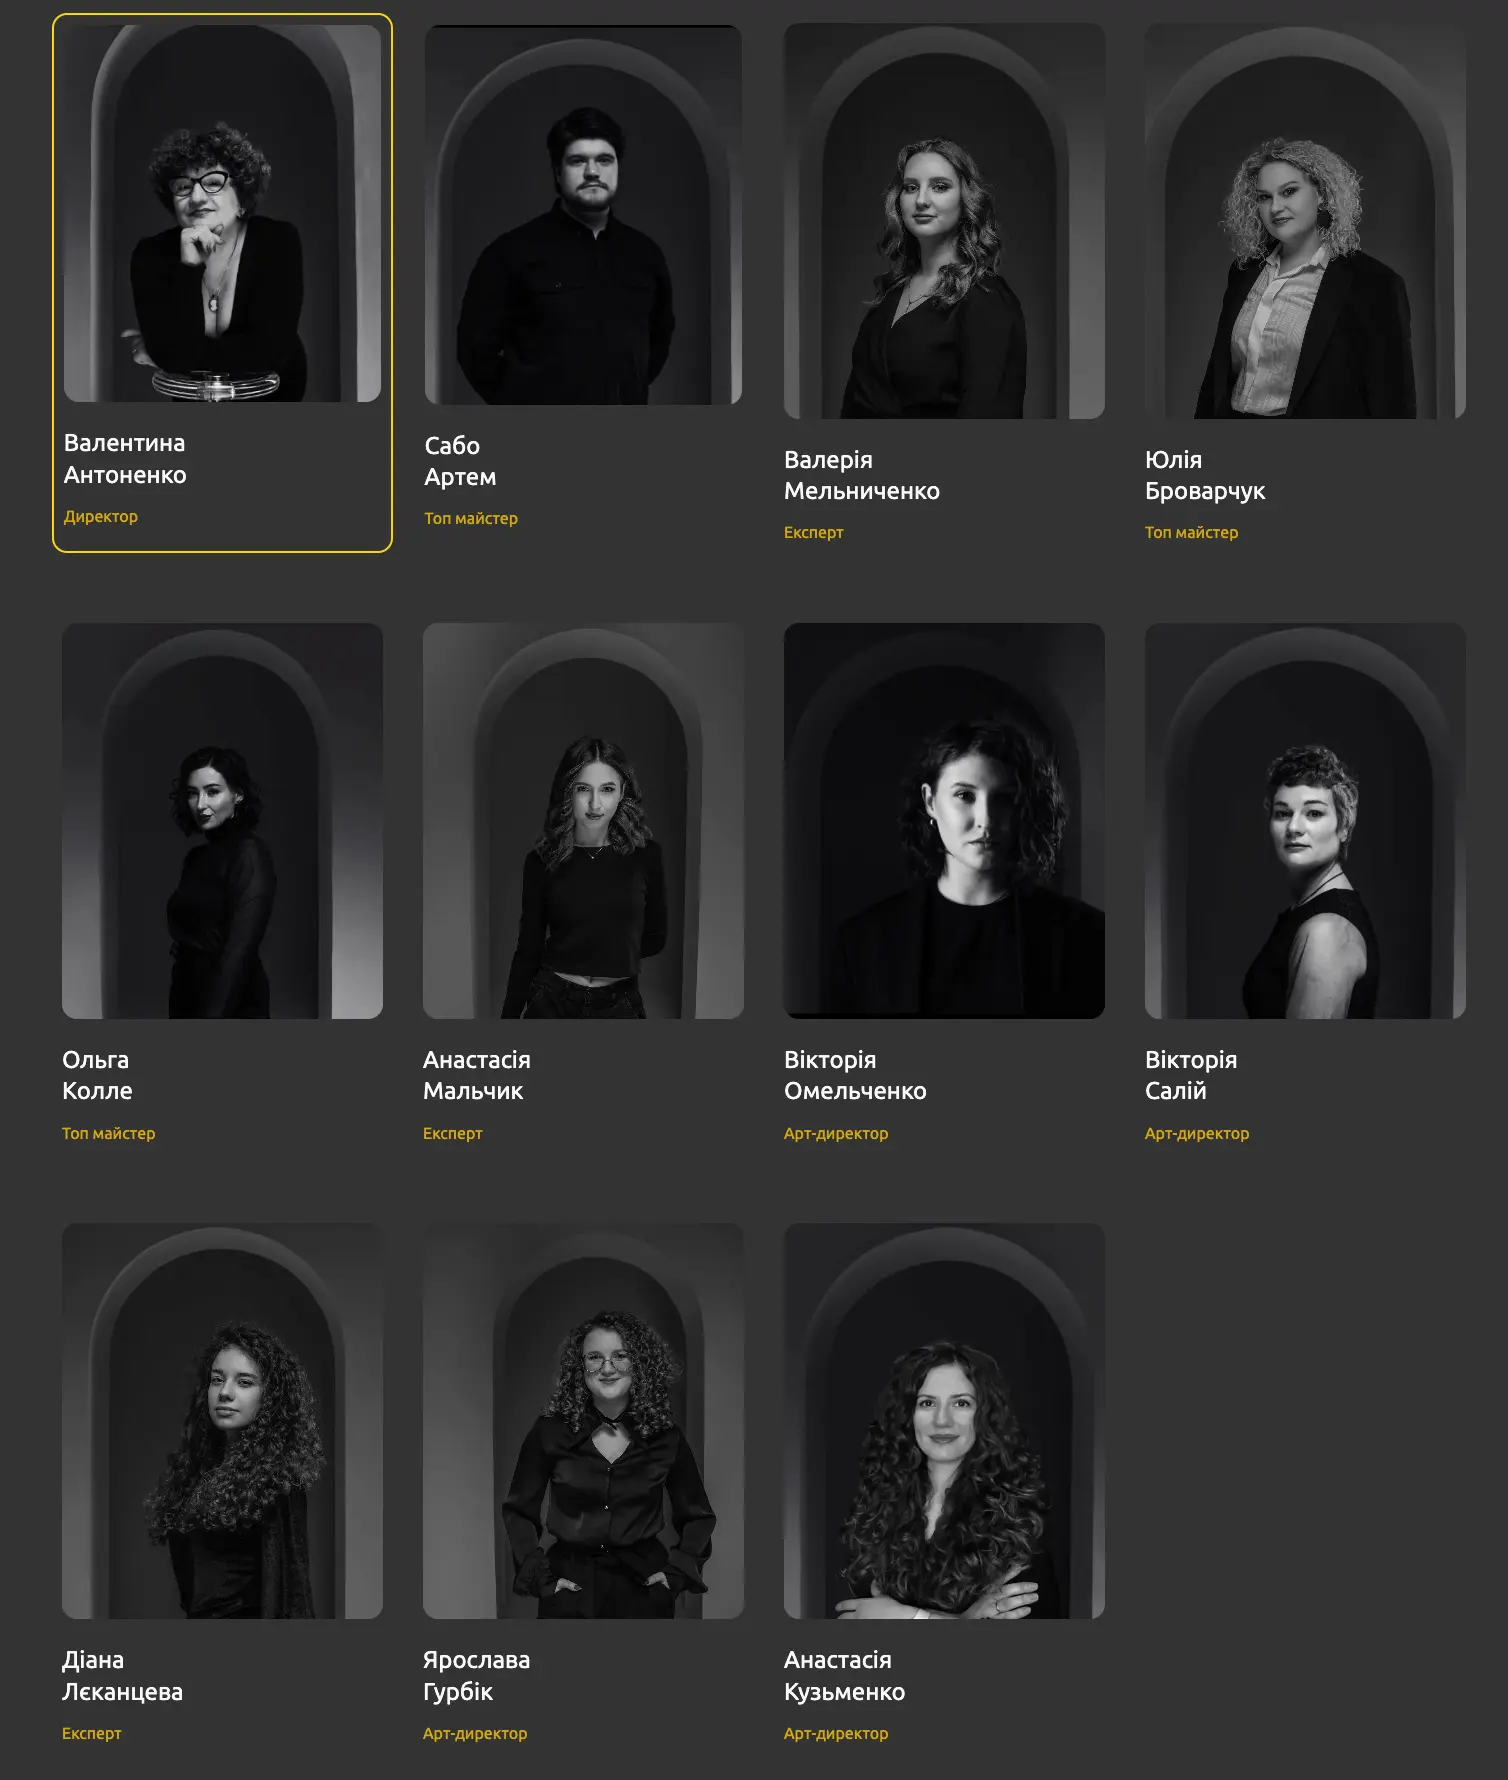 Валентина
Антоненко
Директор
Сабо
Артем
Топ майстер
Валерія
Мельниченко
Експерт
Юлія
Броварчук
Топ майстер
Ольга
Колле
Топ майстер
Анастасія
Мальчик
Експерт
Вікторія
Омельченко
Арт-директор
Вікторія
Салій
Арт-директор
Діана
Лєканцева
Експерт
Ярослава
Гурбік
Арт-директор
Анастасія
Кузьменко
Арт-директор